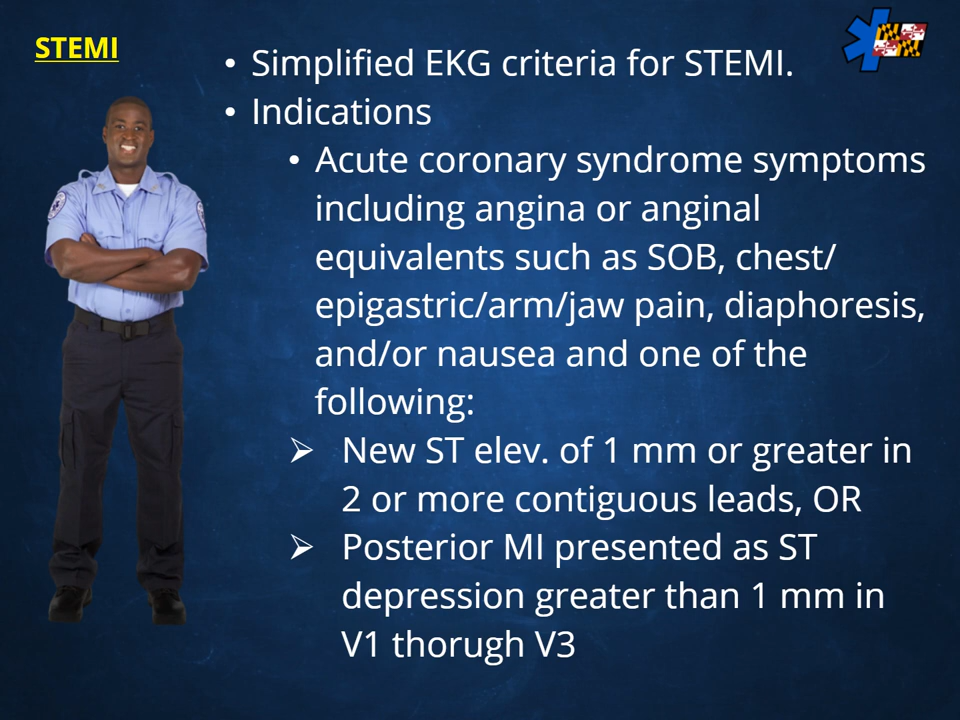 STEMI
• Simplified EKG criteria for STEMI.
• Indications
• Acute coronary syndrome symptoms
including angina or anginal
equivalents such as SOB, chest/
epigastric/arm/jaw pain, diaphoresis,
and/or nausea and one of the
following:
➢ New ST elev. of 1 mm or greater in
2 or more contiguous leads, OR
➢ Posterior MI presented as ST
depression greater than 1 mm in
V1 thorugh V3